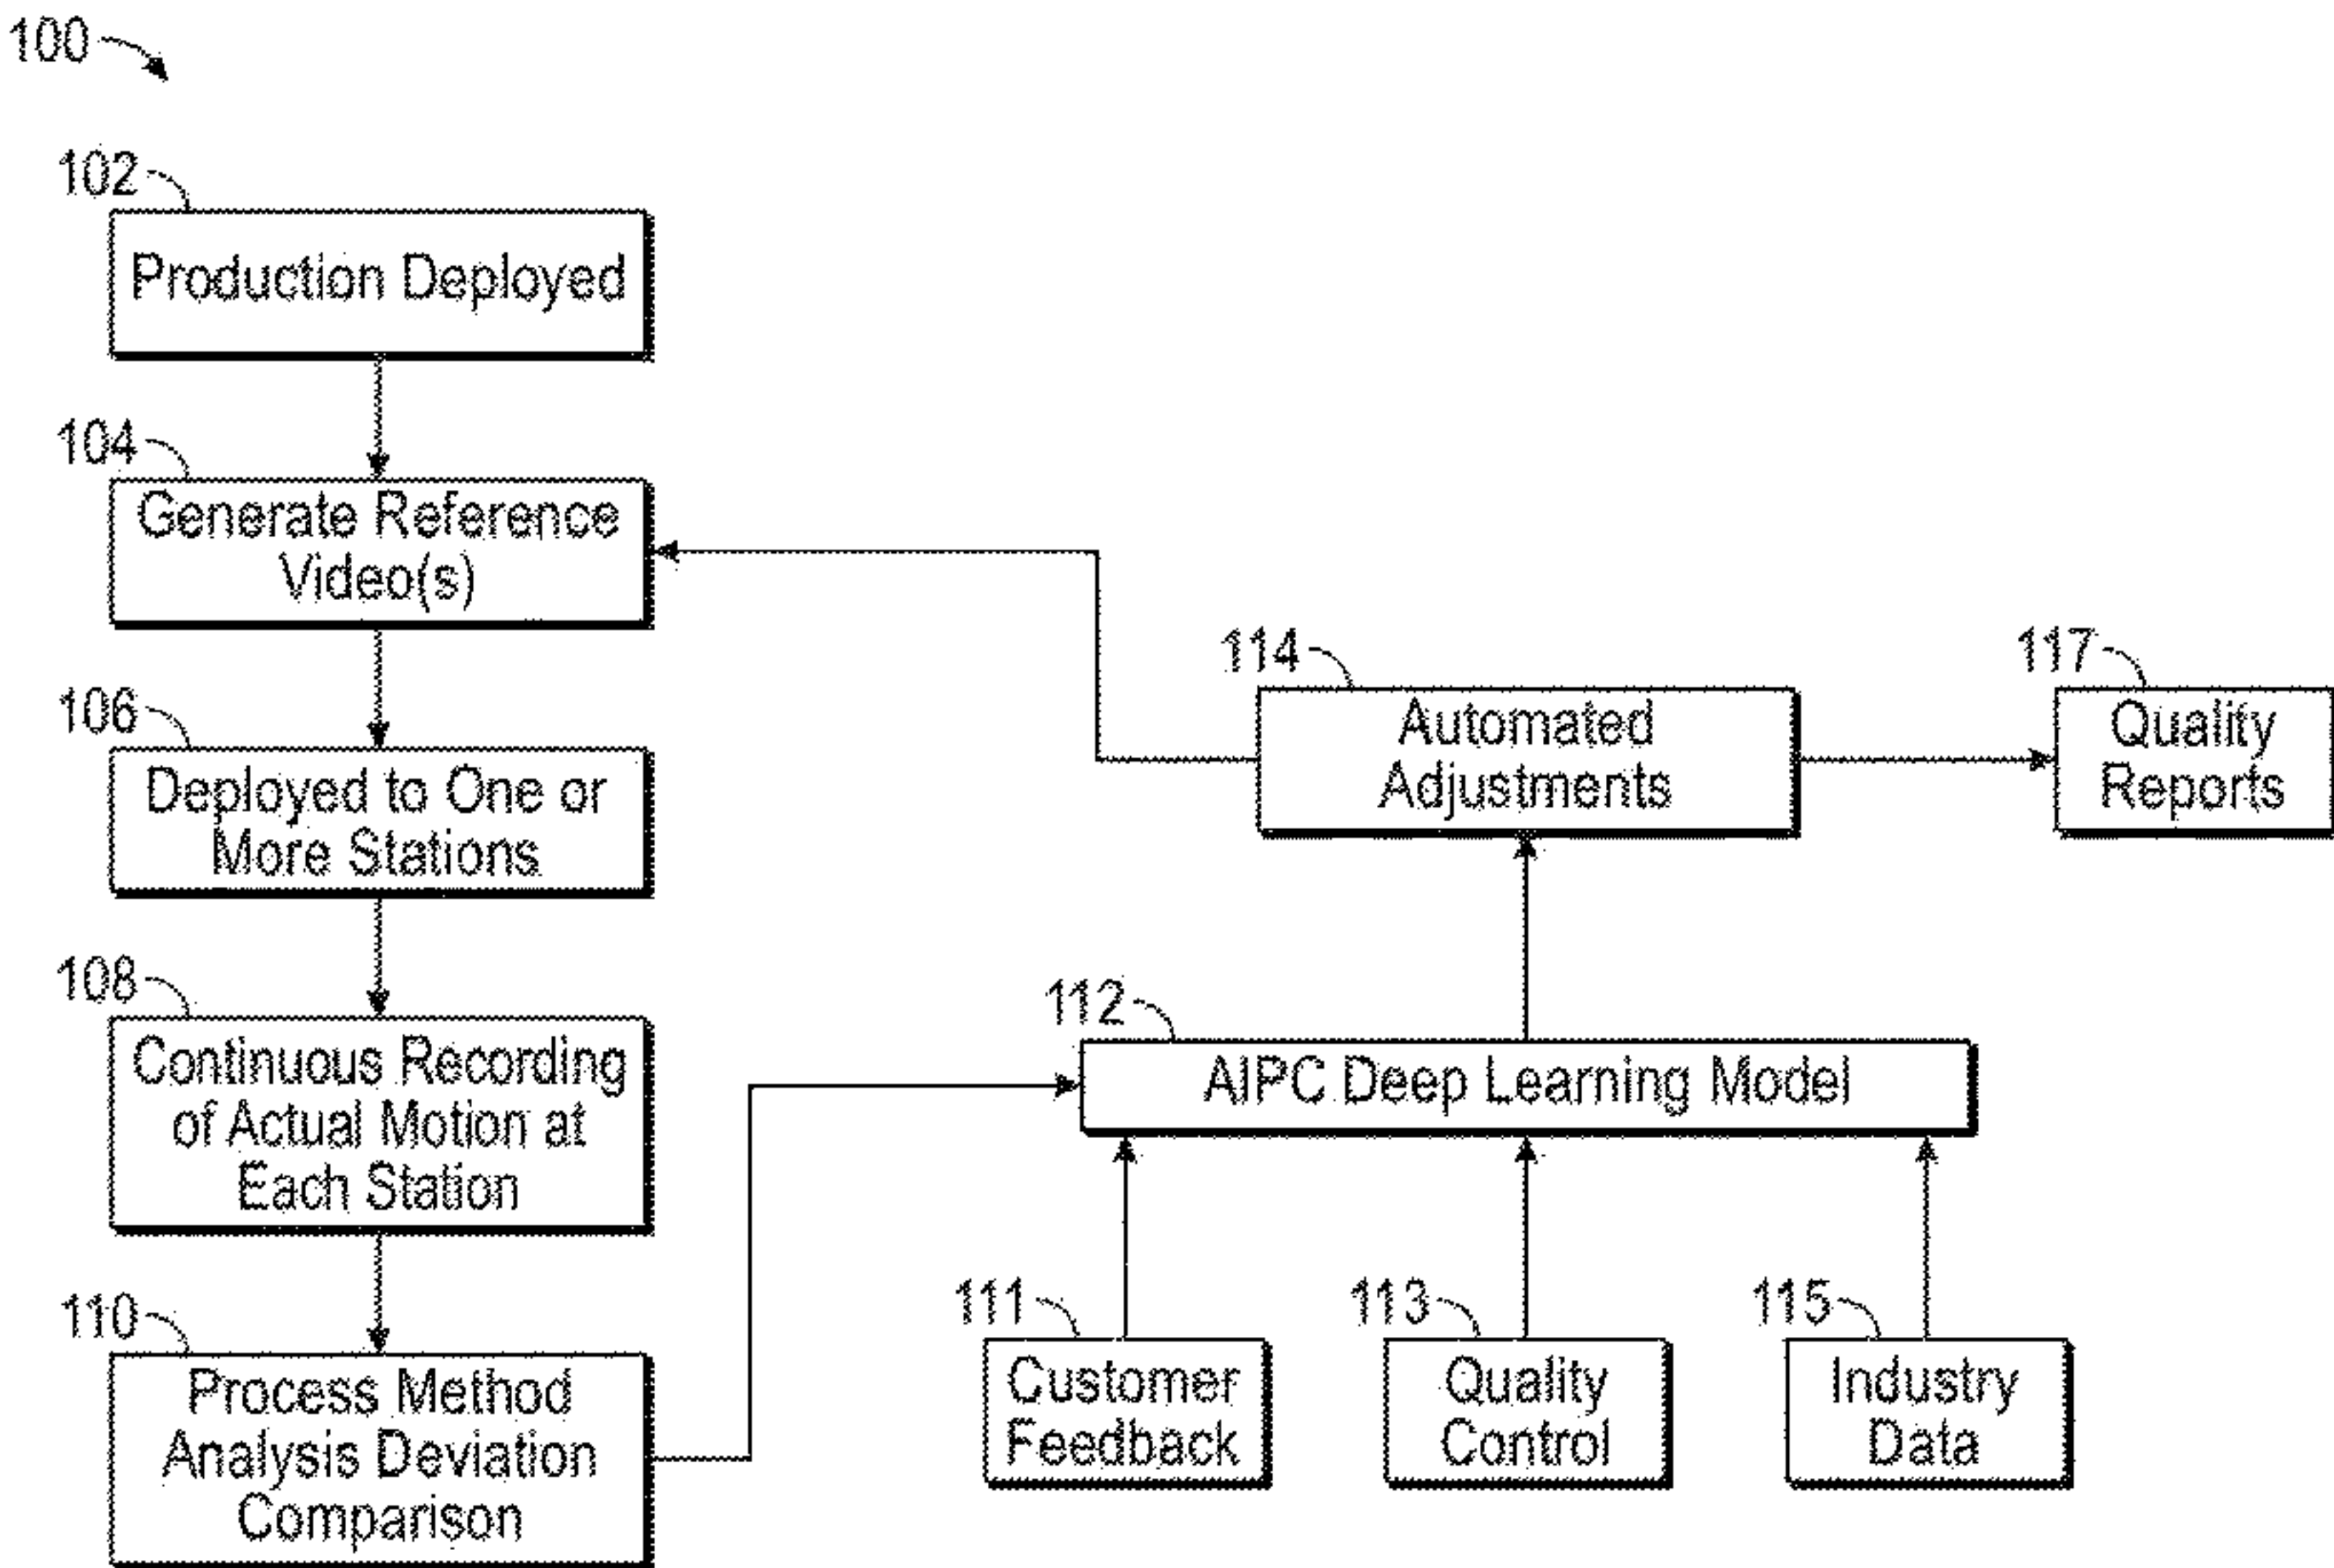 100
102
Production Deployed
104
Generate Reference
Video(s)
106
Deployed to One or
More Stations
108
Continuous Recording
of Actual Motion at
Each Station
110
Process Method
Analysis Deviation
Comparison
114
Automated
Adjustments
117
Quality
Reports
112
AIPC Deep Learning Model
111
Customer
Feedback
113
Quality
Control
115
Industry
Data